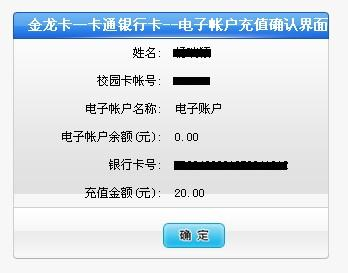 金龙卡一卡通银行卡--电子帐户充值确认界面
姓名:
校园卡帐号:
电子帐户名称: 电子账户
电子帐户余额(元): 0.00
银行卡号:
充值金额(元): 20.00
确 定